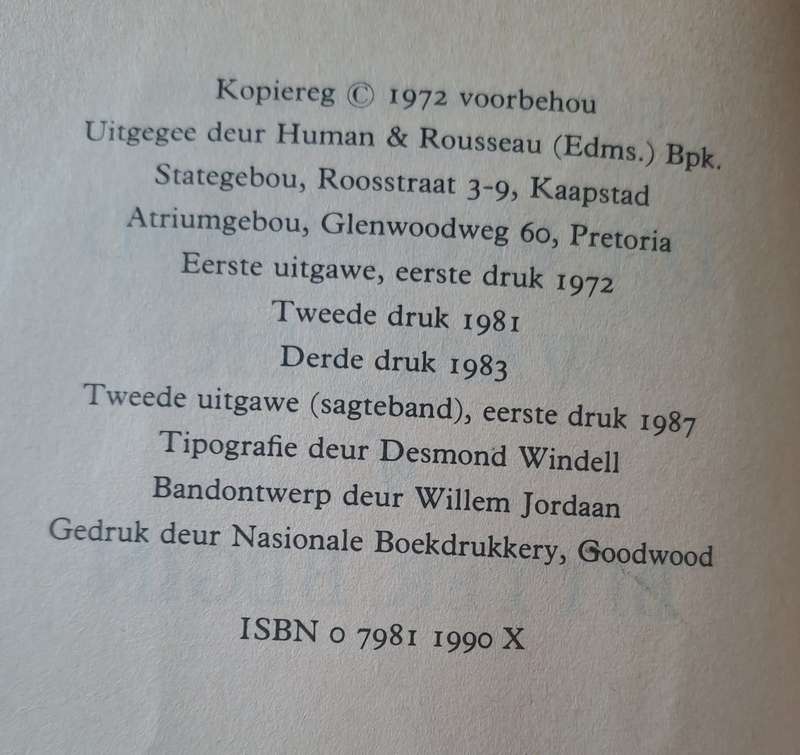 Kopiereg © 1972 voorbehou
Uitgegee deur Human & Rousseau (Edms.) Bpk.
Stategebou, Roosstraat 3-9, Kaapstad
Atriumgebou, Glenwoodweg 60, Pretoria
Eerste uitgawe, eerste druk 1972
Tweede druk 1981
Derde druk 1983
Tweede uitgawe (sagteband), eerste druk 1987
Tipografie deur Desmond Windell
Bandontwerp deur Willem Jordaan
Gedruk deur Nasionale Boekdrukkery, Goodwood
ISBN 0 7981 1990 X